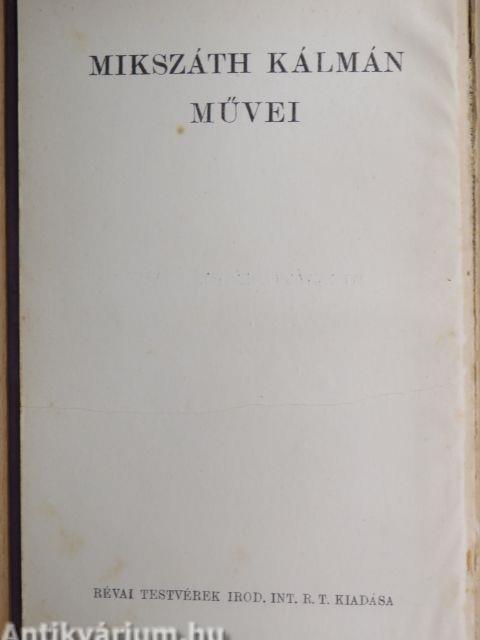 MIKSZÁTH KÁLMÁN
MŰVEI
RÉVAI TESTVÉREK IROD. INT. R. T. KIADÁSA
Antikvárium.hu